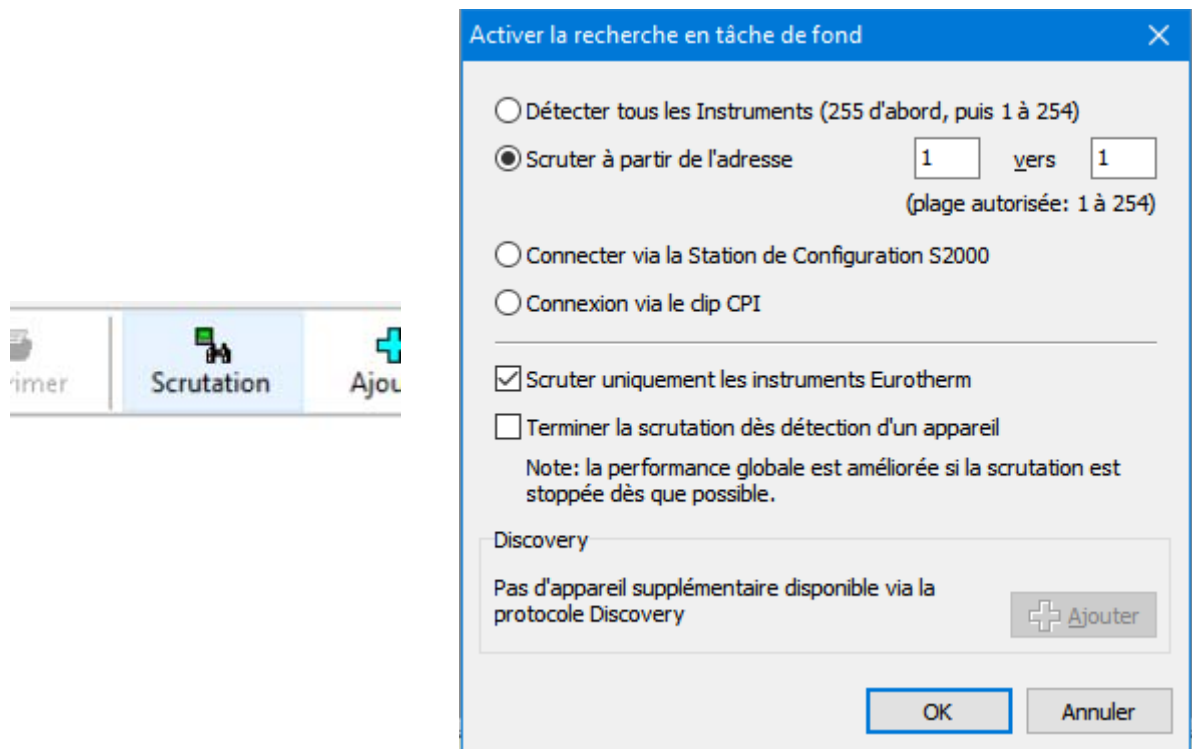 Scrutation
Activer la recherche en tâche de fond
Détecter tous les Instruments (255 d'abord, puis 1 à 254)
Scruter à partir de l'adresse 1 vers 1
(plage autorisée: 1 à 254)
Connecter via la Station de Configuration S2000
Connexion via le clip CPI
Scruter uniquement les instruments Eurotherm
Terminer la scrutation dès détection d'un appareil
Note: la performance globale est améliorée si la scrutation est
stoppée dès que possible.
Discovery
Pas d'appareil supplémentaire disponible via la
protocole Discovery
Ajouter
OK Annuler